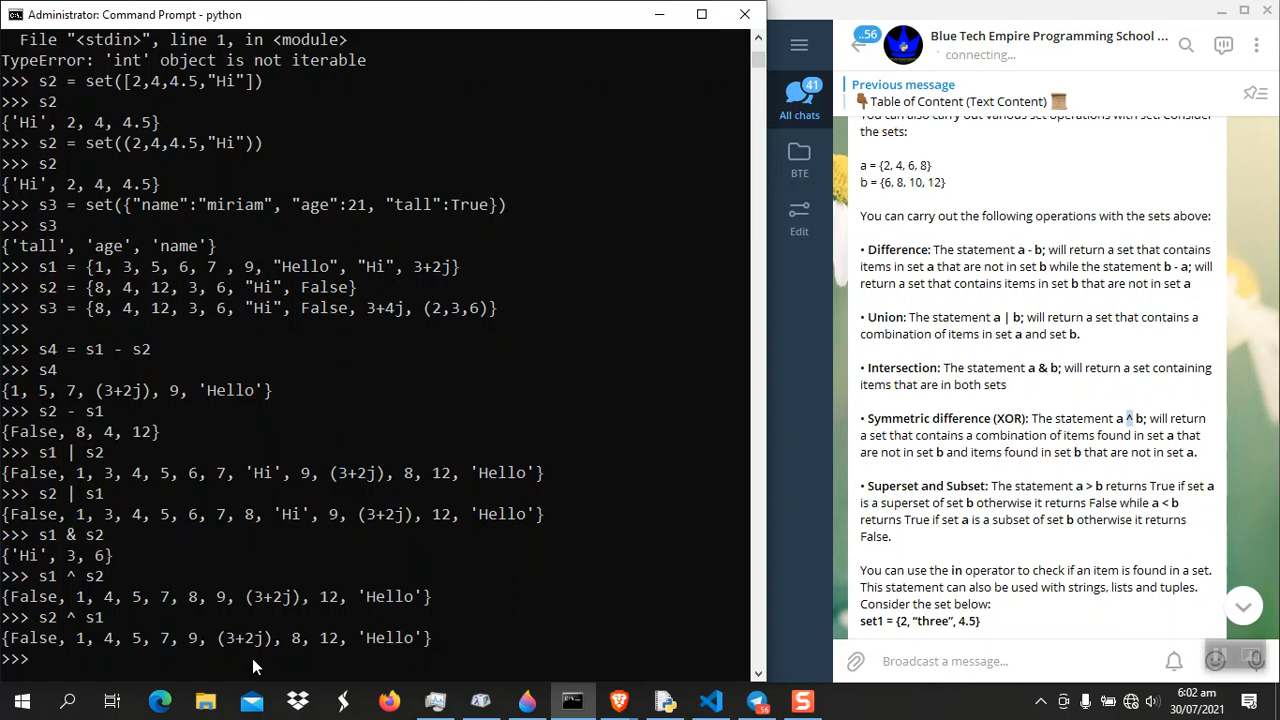 Administrator: Command Prompt - python
File "<stdin>", line 1, in <module>
TypeError: 'int' object is not iterable
>>> s2 = set([2,4,4.5,"Hi"])
>>> s2
{'Hi', 2, 4, 4.5}
>>> s2 = set((2,4,4.5,"Hi"))
>>> s2
{'Hi', 2, 4, 4.5}
>>> s3 = set({"name":"miriam", "age":21, "tall":True})
>>> s3
{'tall', 'age', 'name'}
>>> s1 = {1, 3, 5, 6, 7 , 9, "Hello", "Hi", 3+2j}
>>> s2 = {8, 4, 12, 3, 6, "Hi", False}
>>> s3 = {8, 4, 12, 3, 6, "Hi", False, 3+4j, (2,3,6)}
>>>
>>> s4 = s1 - s2
>>> s4
{1, 5, 7, (3+2j), 9, 'Hello'}
>>> s2 - s1
{False, 8, 4, 12}
>>> s1 | s2
{False, 1, 3, 4, 5, 6, 7, 'Hi', 9, (3+2j), 8, 12, 'Hello'}
>>> s2 | s1
{False, 1, 3, 4, 5, 6, 7, 8, 'Hi', 9, (3+2j), 12, 'Hello'}
>>> s1 & s2
{'Hi', 3, 6}
>>> s1 ^ s2
{False, 1, 4, 5, 7, 8, 9, (3+2j), 12, 'Hello'}
>>> s2 ^ s1
{False, 1, 4, 5, 7, 9, (3+2j), 8, 12, 'Hello'}
>>>
41
All chats
BTE
Edit
..56
Blue Tech Empire Programming School ...
connecting...
Previous message
Table of Content (Text Content)
You can also carry out various set operations with set. Consider
the sets:
a = {2, 4, 6, 8}
b = {6, 8, 10, 12}
You can carry out the following operations with the sets above:
• Difference: The statement a - b; will return a set that contains
items in set a that are not in set b while the statement b - a; will
return a set that contains items in set b that are not in set a
• Union: The statement a | b; will return a set that contains a
combination of items in set a and set b.
• Intersection: The statement a & b; will return a set containing
items that are in both sets
• Symmetric difference (XOR): The statement a ^ b; will return
a set that contains a combination of items found in set a that
are not in set b and items found in set b that are not in set a.
• Superset and Subset: The statement a > b returns True if set a
is a superset of set b otherwise it returns False while a < b
returns True if set a is a subset of set b otherwise it returns
False.
You can use the in operator to check if an item is found in a set.
This statement can also be used with strings, lists and tuples.
Consider the set below:
set1 = {2, “three”, 4.5}
Broadcast a message...
56
6:02 am
30/07/2021